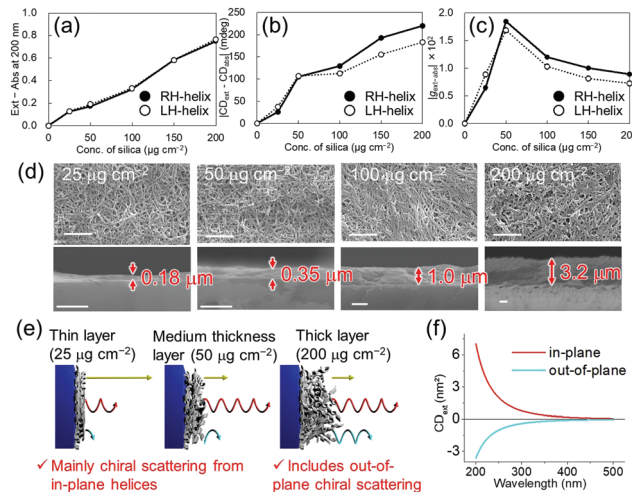 (a)
Ext− Abs at 200 nm
1.0
0.8
0.6
0.4
0.2
0.0
0 50 100 150 200
RH-helix
LH-helix
Conc. of silica (μg cm⁻²)
(b)
|CDext - CDabs| (mdeg)
250
200
150
100
50
0
0 50 100 150 200
RH-helix
LH-helix
Conc. of silica (μg cm⁻²)
(c)
|gext-abs| × 10²
2.0
1.5
1.0
0.5
0.0
0 50 100 150 200
RH-helix
LH-helix
Conc. of silica (μg cm⁻²)
(d)
25 μg cm⁻²
50 μg cm⁻²
100 μg cm⁻²
200 μg cm⁻²
0.18 μm
0.35 μm
1.0 μm
3.2 μm
(e)
Thin layer
(25 μg cm⁻²)
Medium thickness
layer (50 μg cm⁻²)
Thick layer
(200 μg cm⁻²)
✓ Mainly chiral scattering from
in-plane helices
✓ Includes out-of-
plane chiral scattering
(f)
CDext (nm²)
6
3
0
-3
in-plane
out-of-plane
200 300 400 500
Wavelength (nm)